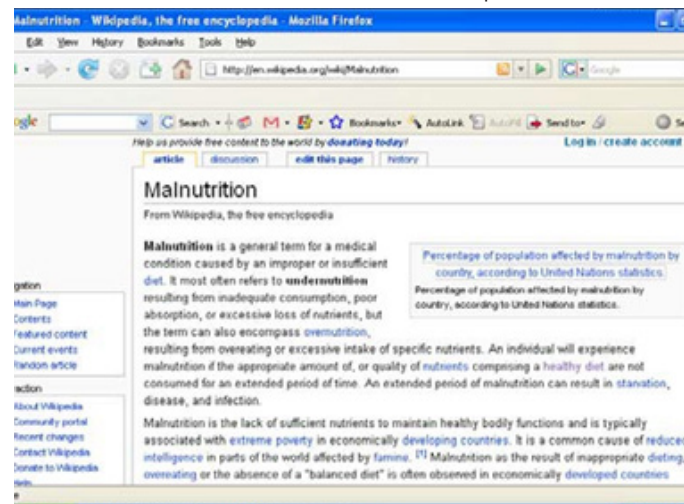 Malnutrition - Wikipedia, the free encyclopedia - Mozilla Firefox
Edit View History Bookmarks Tools Help
http://en.wikipedia.org/wiki/Malnutrition
Google
Search Bookmarks AutoLink AutoFill Send to
Help us provide free content to the world by donating today!
Log in / create account
article discussion edit this page history
Malnutrition
From Wikipedia, the free encyclopedia
Malnutrition is a general term for a medical
condition caused by an improper or insufficient
diet. It most often refers to undernutrition
resulting from inadequate consumption, poor
absorption, or excessive loss of nutrients, but
the term can also encompass overnutrition,
resulting from overeating or excessive intake of specific nutrients. An individual will experience
malnutrition if the appropriate amount of, or quality of nutrients comprising a healthy diet are not
consumed for an extended period of time. An extended period of malnutrition can result in starvation,
disease, and infection.
Malnutrition is the lack of sufficient nutrients to maintain healthy bodily functions and is typically
associated with extreme poverty in economically developing countries. It is a common cause of reduced
intelligence in parts of the world affected by famine. [1] Malnutrition as the result of inappropriate dieting,
overeating or the absence of a "balanced diet" is often observed in economically developed countries
Percentage of population affected by malnutrition by
country, according to United Nations statistics.
Percentage of population affected by malnutrition by
country, according to United Nations statistics.
gation
Main Page
Contents
Featured content
Current events
Random article
raction
About Wikipedia
Community portal
Recent changes
Contact Wikipedia
Donate to Wikipedia
Help